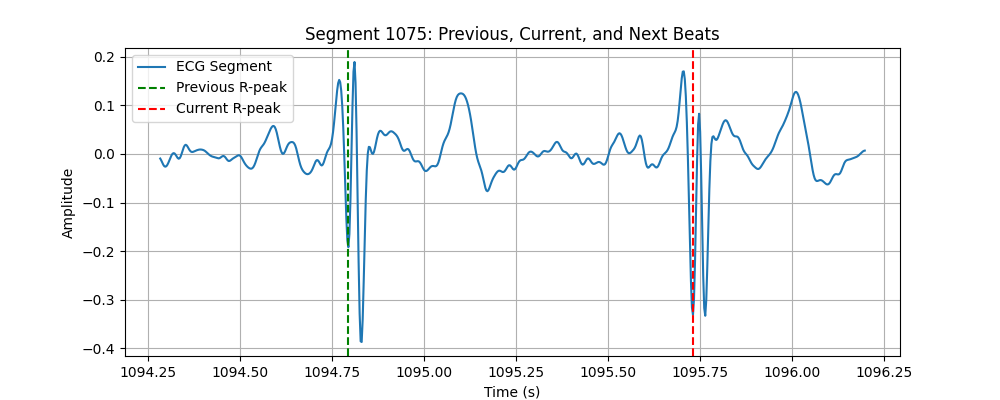 Segment 1075: Previous, Current, and Next Beats
ECG Segment
Previous R-peak
Current R-peak
0.2
0.1
0.0
−0.1
−0.2
−0.3
−0.4
Amplitude
1094.25 1094.50 1094.75 1095.00 1095.25 1095.50 1095.75 1096.00 1096.25
Time (s)